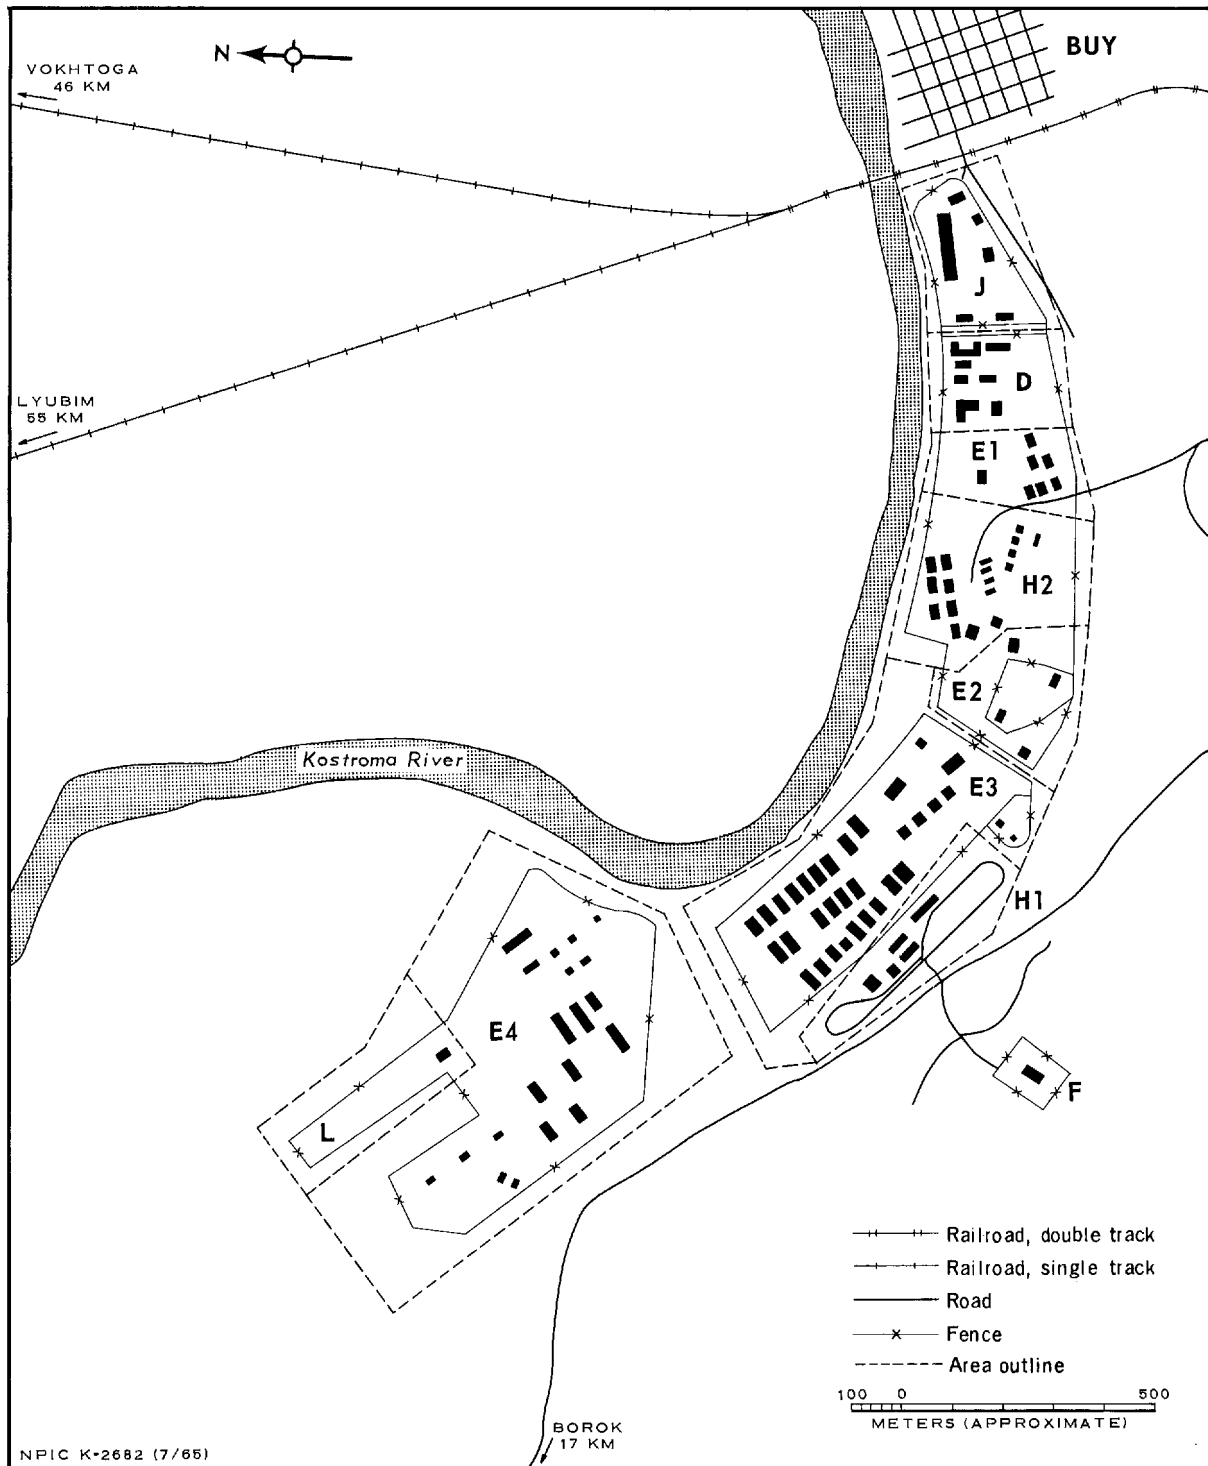 N
BUY
VOKHTOGA
46 KM
LYUBIM
55 KM
J
D
E1
H2
E2
Kostroma River
E3
H1
E4
F
L
Railroad, double track
Railroad, single track
Road
Fence
Area outline
100 0 500
METERS (APPROXIMATE)
BOROK
17 KM
NPIC K-2682 (7/65)